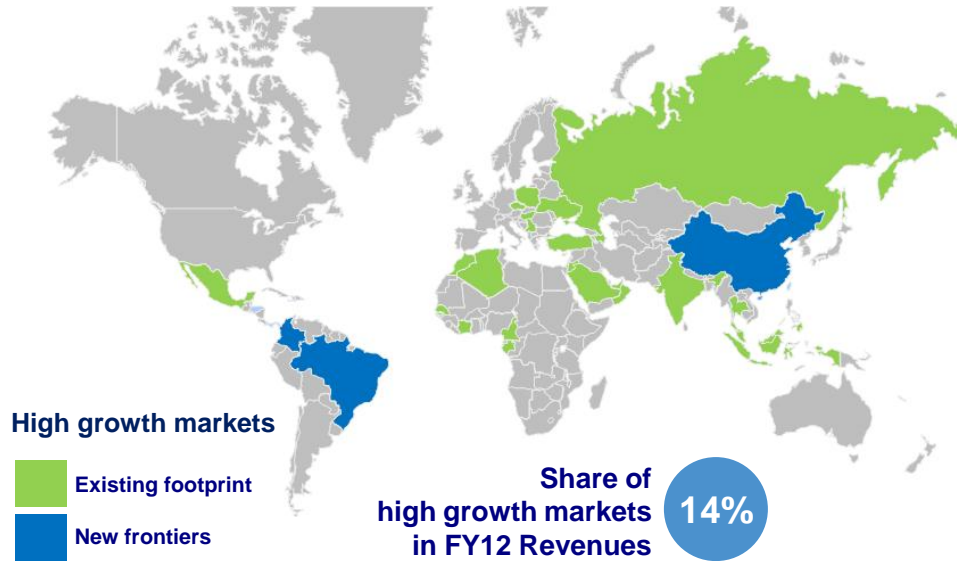 High growth markets
Existing footprint
New frontiers
Share of
high growth markets
in FY12 Revenues
14%